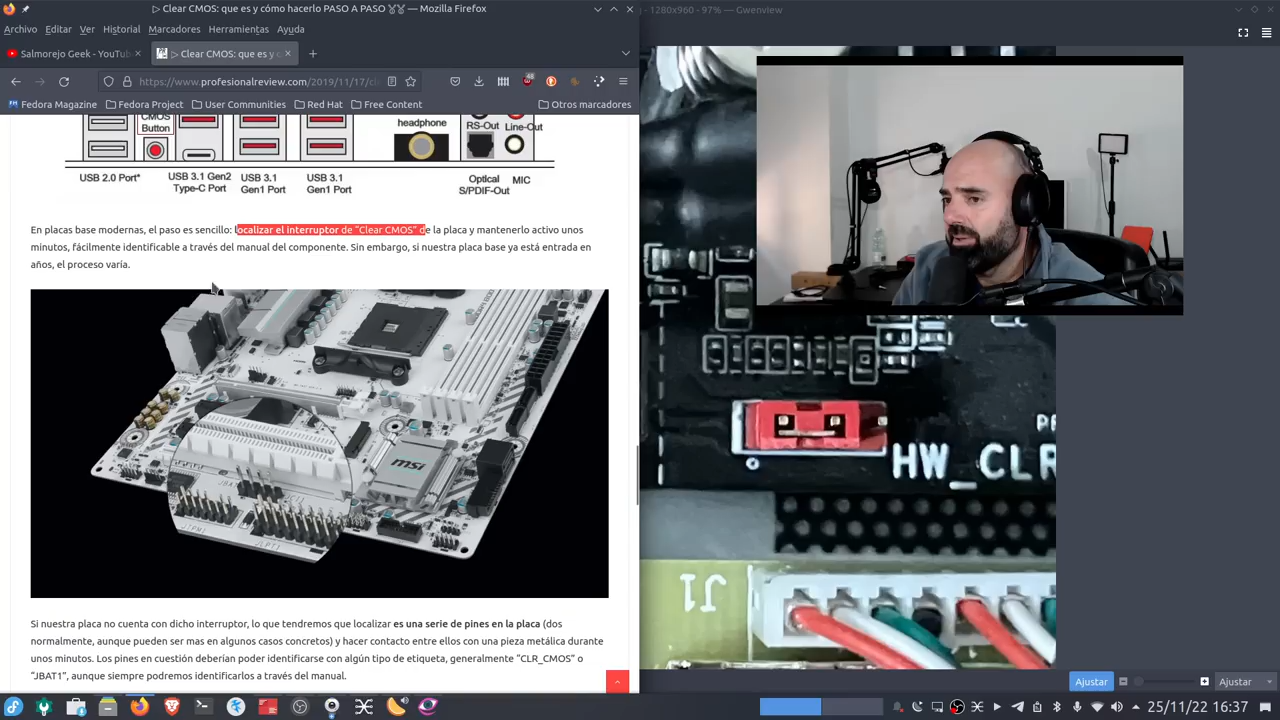 ▷ Clear CMOS: que es y cómo hacerlo PASO A PASO — Mozilla Firefox
- 1280x960 - 97% — Gwenview
Archivo Editar Ver Historial Marcadores Herramientas Ayuda
Salmorejo Geek - YouTub
▷ Clear CMOS: que es y c
https://www.profesionalreview.com/2019/11/17/cl
Fedora Magazine Fedora Project User Communities Red Hat Free Content Otros marcadores
CMOS
Button
headphone
RS-Out
Line-Out
USB 2.0 Port*
USB 3.1 Gen2
Type-C Port
USB 3.1
Gen1 Port
USB 3.1
Gen1 Port
Optical
S/PDIF-Out
MIC
En placas base modernas, el paso es sencillo: localizar el interruptor de “Clear CMOS” de la placa y mantenerlo activo unos
minutos, fácilmente identificable a través del manual del componente. Sin embargo, si nuestra placa base ya está entrada en
años, el proceso varía.
msi
JBAT1
JTPM1
JPT1
HW_CLR
J1
Si nuestra placa no cuenta con dicho interruptor, lo que tendremos que localizar es una serie de pines en la placa (dos
normalmente, aunque pueden ser mas en algunos casos concretos) y hacer contacto entre ellos con una pieza metálica durante
unos minutos. Los pines en cuestión deberían poder identificarse con algún tipo de etiqueta, generalmente “CLR_CMOS” o
“JBAT1”, aunque siempre podremos identificarlos a través del manual.
Ajustar
Ajustar
25/11/22 16:37